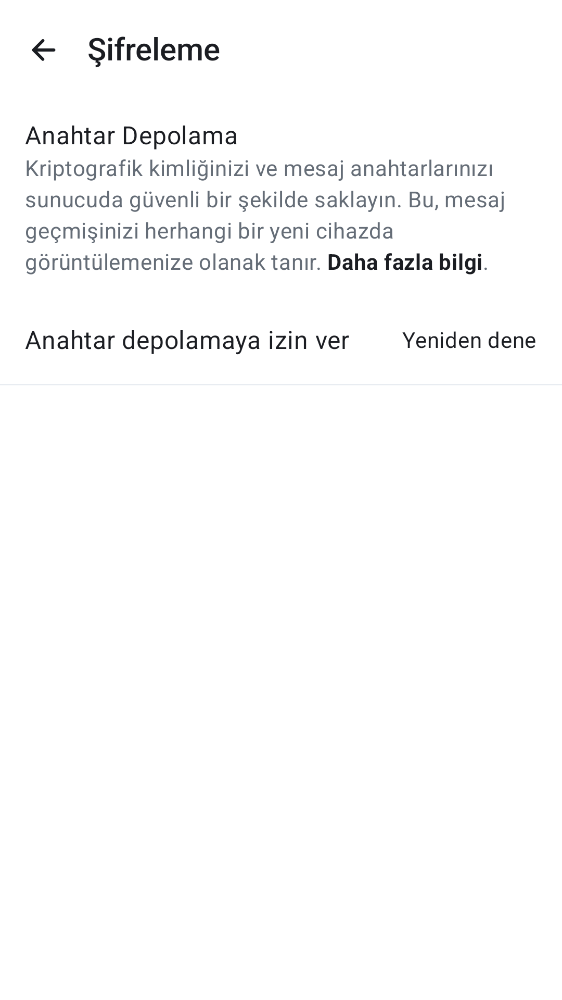 Şifreleme
Anahtar Depolama
Kriptografik kimliğinizi ve mesaj anahtarlarınızı
sunucuda güvenli bir şekilde saklayın. Bu, mesaj
geçmişinizi herhangi bir yeni cihazda
görüntülemenize olanak tanır. Daha fazla bilgi.
Anahtar depolamaya izin ver Yeniden dene